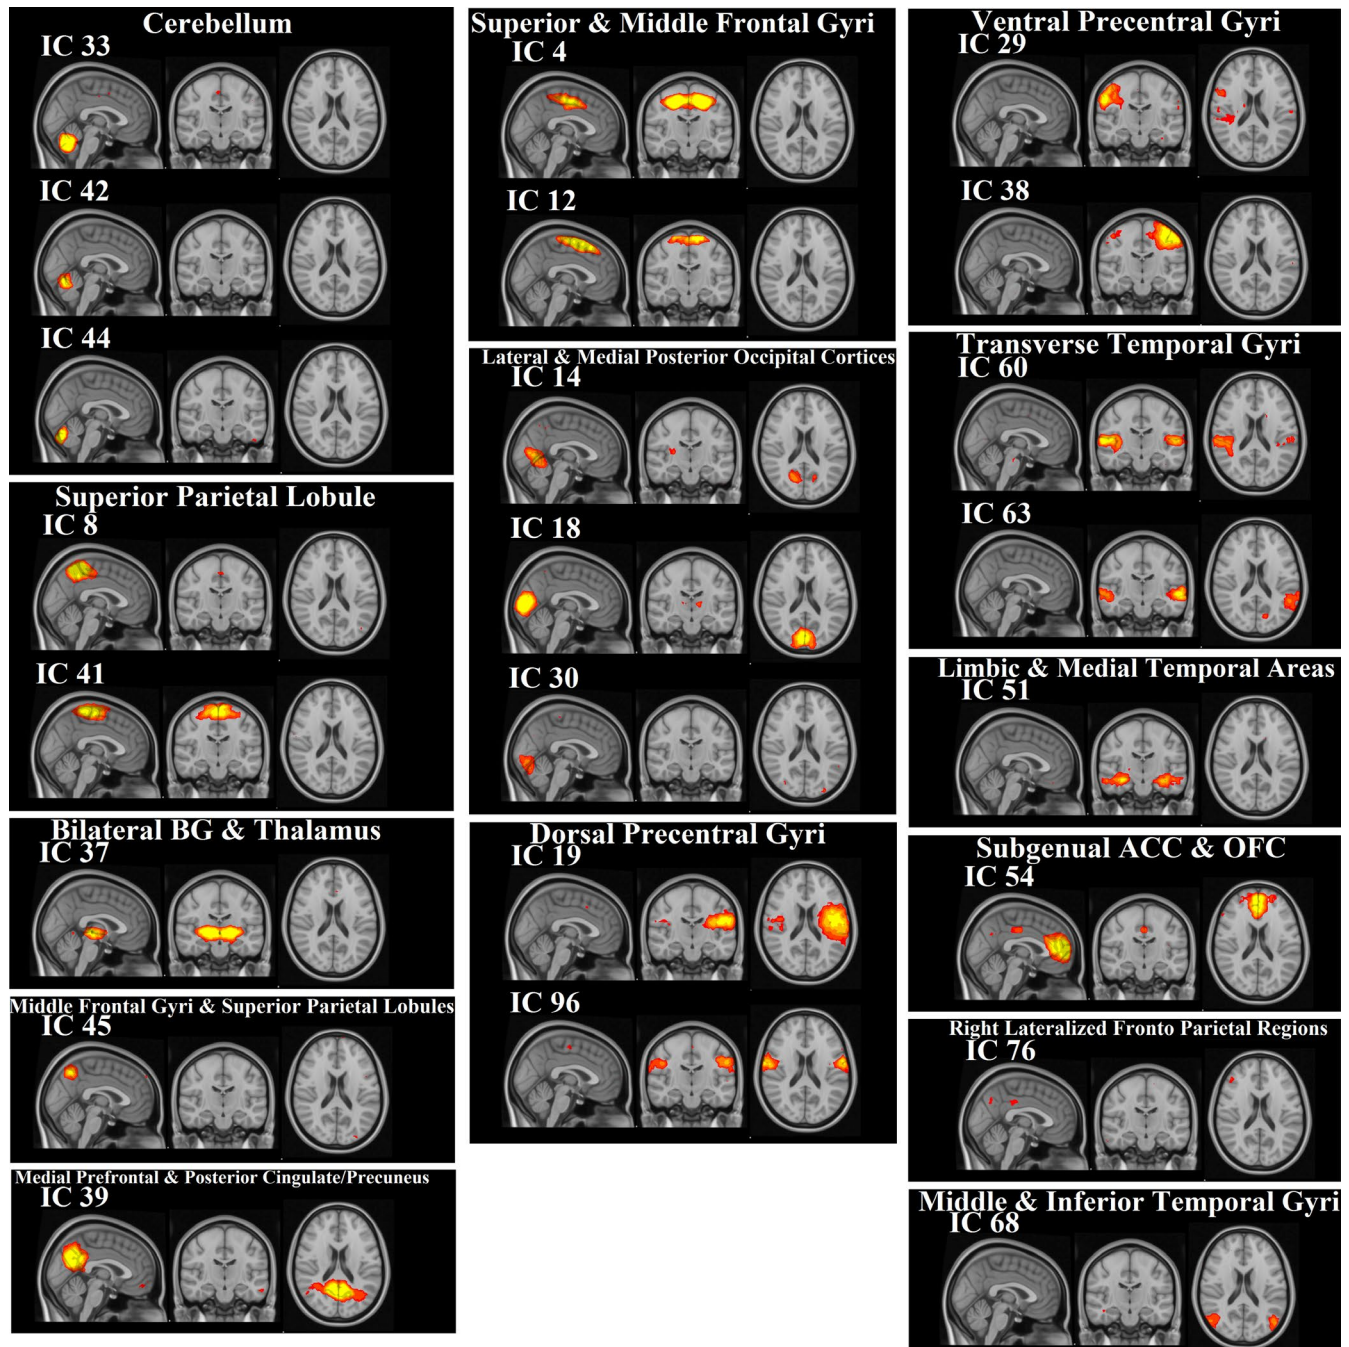 Cerebellum
IC 33
IC 42
IC 44
Superior Parietal Lobule
IC 8
IC 41
Bilateral BG & Thalamus
IC 37
Middle Frontal Gyri & Superior Parietal Lobules
IC 45
Medial Prefrontal & Posterior Cingulate/Precuneus
IC 39
Superior & Middle Frontal Gyri
IC 4
IC 12
Lateral & Medial Posterior Occipital Cortices
IC 14
IC 18
IC 30
Dorsal Precentral Gyri
IC 19
IC 96
Ventral Precentral Gyri
IC 29
IC 38
Transverse Temporal Gyri
IC 60
IC 63
Limbic & Medial Temporal Areas
IC 51
Subgenual ACC & OFC
IC 54
Right Lateralized Fronto Parietal Regions
IC 76
Middle & Inferior Temporal Gyri
IC 68